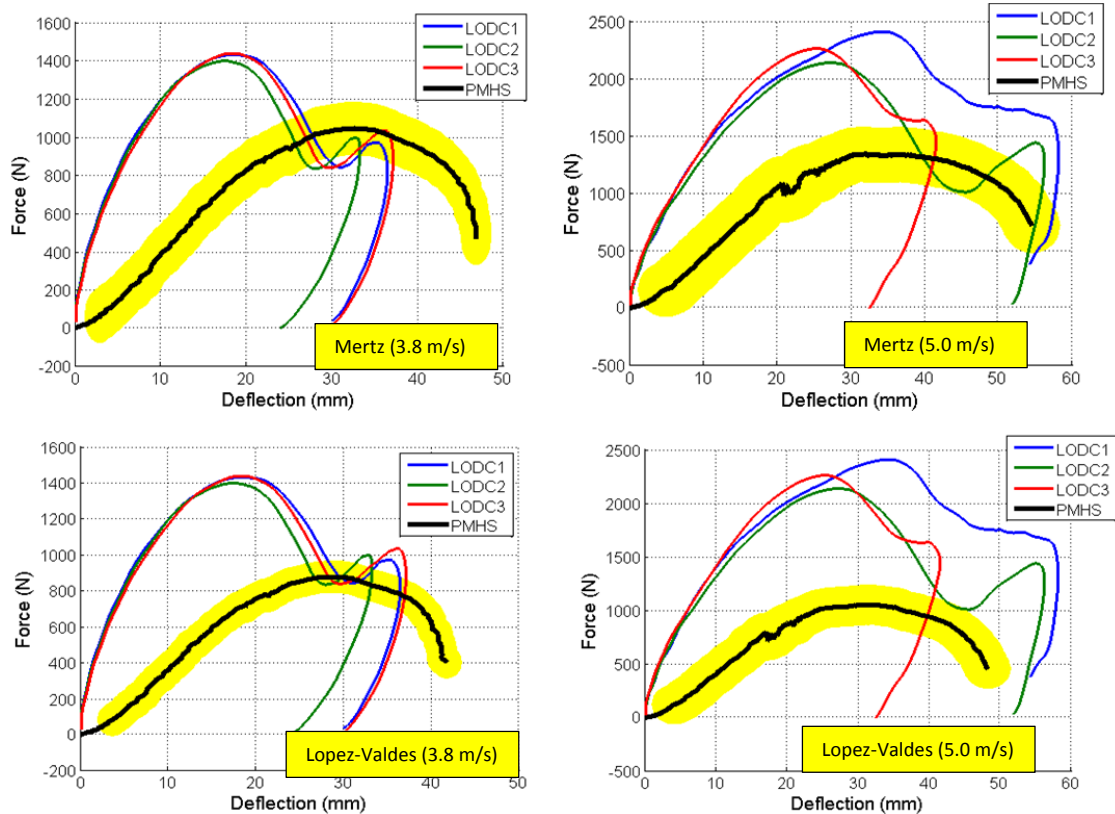 1600
1400
1200
1000
800
600
400
200
0
-200
Force (N)
0 10 20 30 40 50
Deflection (mm)
LODC1
LODC2
LODC3
PMHS
Mertz (3.8 m/s)
2500
2000
1500
1000
500
0
-500
Force (N)
0 10 20 30 40 50 60
Deflection (mm)
LODC1
LODC2
LODC3
PMHS
Mertz (5.0 m/s)
1600
1400
1200
1000
800
600
400
200
0
-200
Force (N)
0 10 20 30 40 50
Deflection (mm)
LODC1
LODC2
LODC3
PMHS
Lopez-Valdes (3.8 m/s)
2500
2000
1500
1000
500
0
-500
Force (N)
0 10 20 30 40 50 60
Deflection (mm)
LODC1
LODC2
LODC3
PMHS
Lopez-Valdes (5.0 m/s)